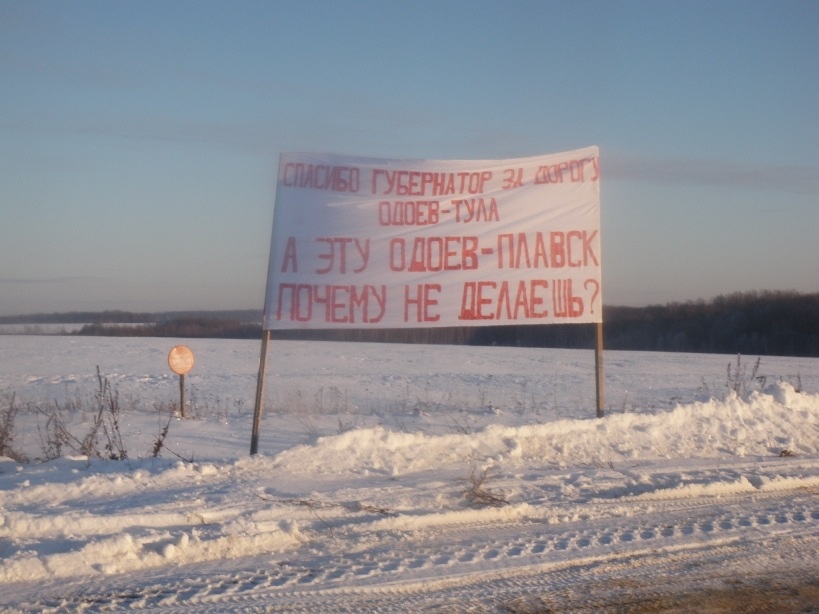 СПАСИБО ГУБЕРНАТОР ЗА ДОРОГУ
ОДОЕВ-ТУЛА
А ЭТУ ОДОЕВ-ПЛАВСК
ПОЧЕМУ НЕ ДЕЛАЕШЬ?